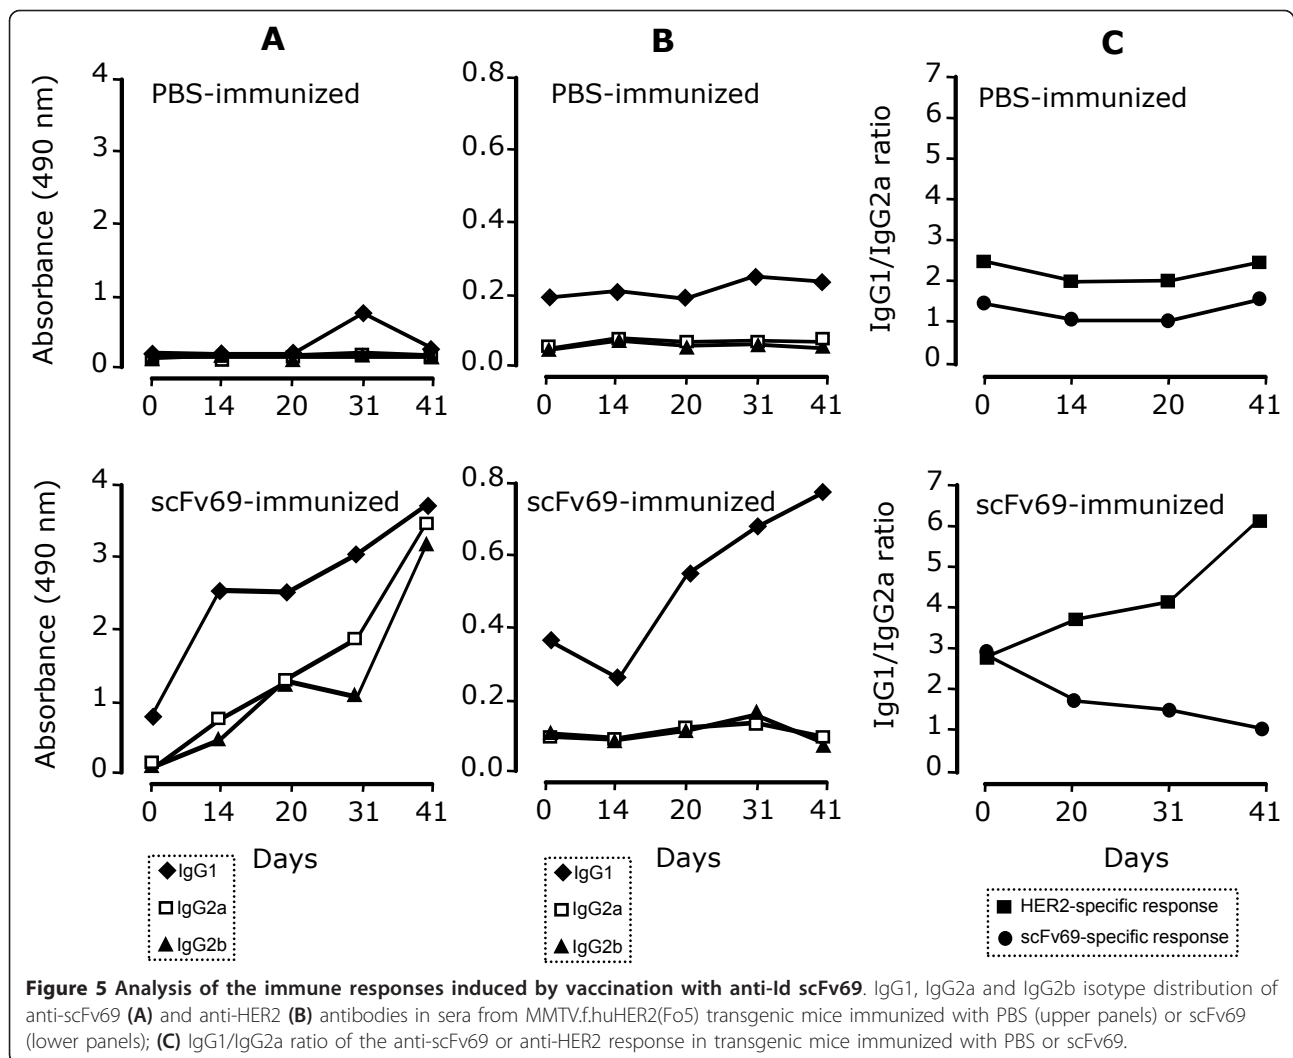 A
B
C
PBS-immunized
Absorbance (490 nm)
4
3
2
1
0
0 14 20 31 41
PBS-immunized
0.8
0.6
0.4
0.2
0.0
0 14 20 31 41
PBS-immunized
IgG1/IgG2a ratio
7
6
5
4
3
2
1
0
0 14 20 41
scFv69-immunized
Absorbance (490 nm)
4
3
2
1
0
0 14 20 31 41
Days
IgG1
IgG2a
IgG2b
scFv69-immunized
0.8
0.6
0.4
0.2
0.0
0 14 20 31 41
Days
IgG1
IgG2a
IgG2b
scFv69-immunized
IgG1/IgG2a ratio
7
6
5
4
3
2
1
0
0 20 31 41
Days
HER2-specific response
scFv69-specific response
Figure 5 Analysis of the immune responses induced by vaccination with anti-Id scFv69. IgG1, IgG2a and IgG2b isotype distribution of
anti-scFv69 (A) and anti-HER2 (B) antibodies in sera from MMTV.f.huHER2(Fo5) transgenic mice immunized with PBS (upper panels) or scFv69
(lower panels); (C) IgG1/IgG2a ratio of the anti-scFv69 or anti-HER2 response in transgenic mice immunized with PBS or scFv69.